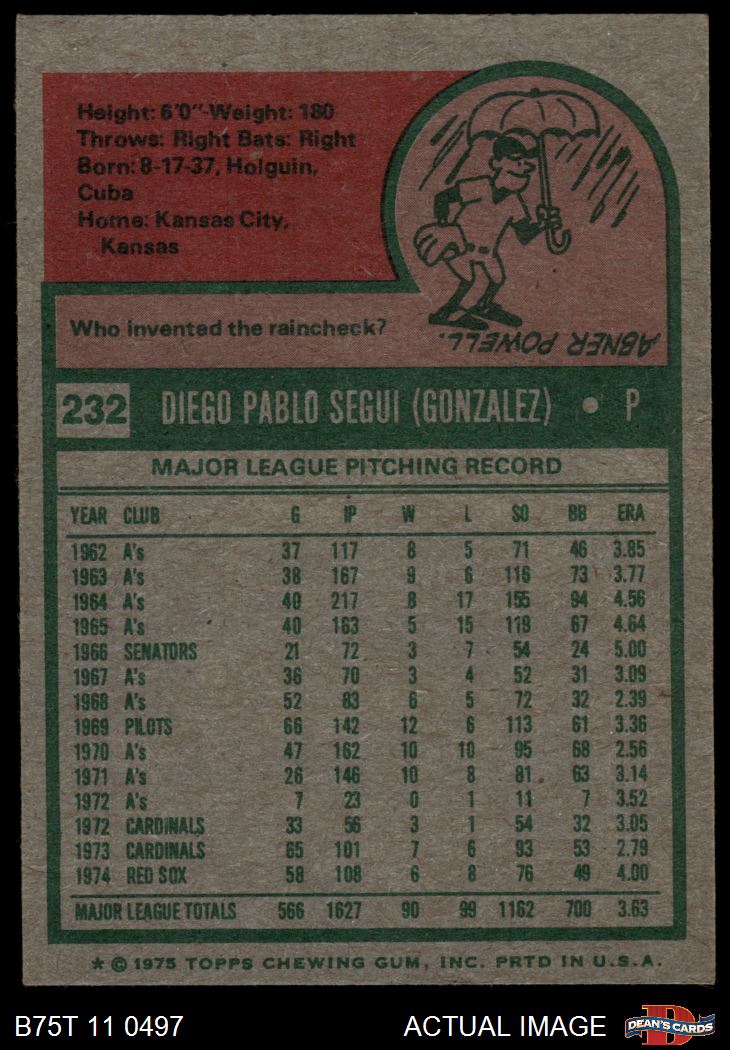 Height: 6'0"-Weight: 180
Throws: Right Bats: Right
Born: 8-17-37, Holguin,
Cuba
Home: Kansas City,
Kansas
Who invented the raincheck?
ABNER POWELL.
232 DIEGO PABLO SEGUI (GONZALEZ) • P
MAJOR LEAGUE PITCHING RECORD
YEAR CLUB G IP W L SO BB ERA
1962 A's 37 117 8 5 71 46 3.85
1963 A's 38 167 9 6 116 73 3.77
1964 A's 40 217 8 17 155 94 4.56
1965 A's 40 163 5 15 119 67 4.64
1966 SENATORS 21 72 3 7 54 24 5.00
1967 A's 36 70 3 4 52 31 3.09
1968 A's 52 83 6 5 72 32 2.39
1969 PILOTS 66 142 12 6 113 61 3.36
1970 A's 47 162 10 10 95 68 2.56
1971 A's 26 146 10 8 81 63 3.14
1972 A's 7 23 0 1 11 7 3.52
1972 CARDINALS 33 56 3 1 54 32 3.05
1973 CARDINALS 65 101 7 6 93 53 2.79
1974 RED SOX 58 108 6 8 76 49 4.00
MAJOR LEAGUE TOTALS 566 1627 90 99 1162 700 3.63
★ © 1975 TOPPS CHEWING GUM, INC. PRTD IN U.S.A.
B75T 11 0497 ACTUAL IMAGE D DEAN'S CARDS